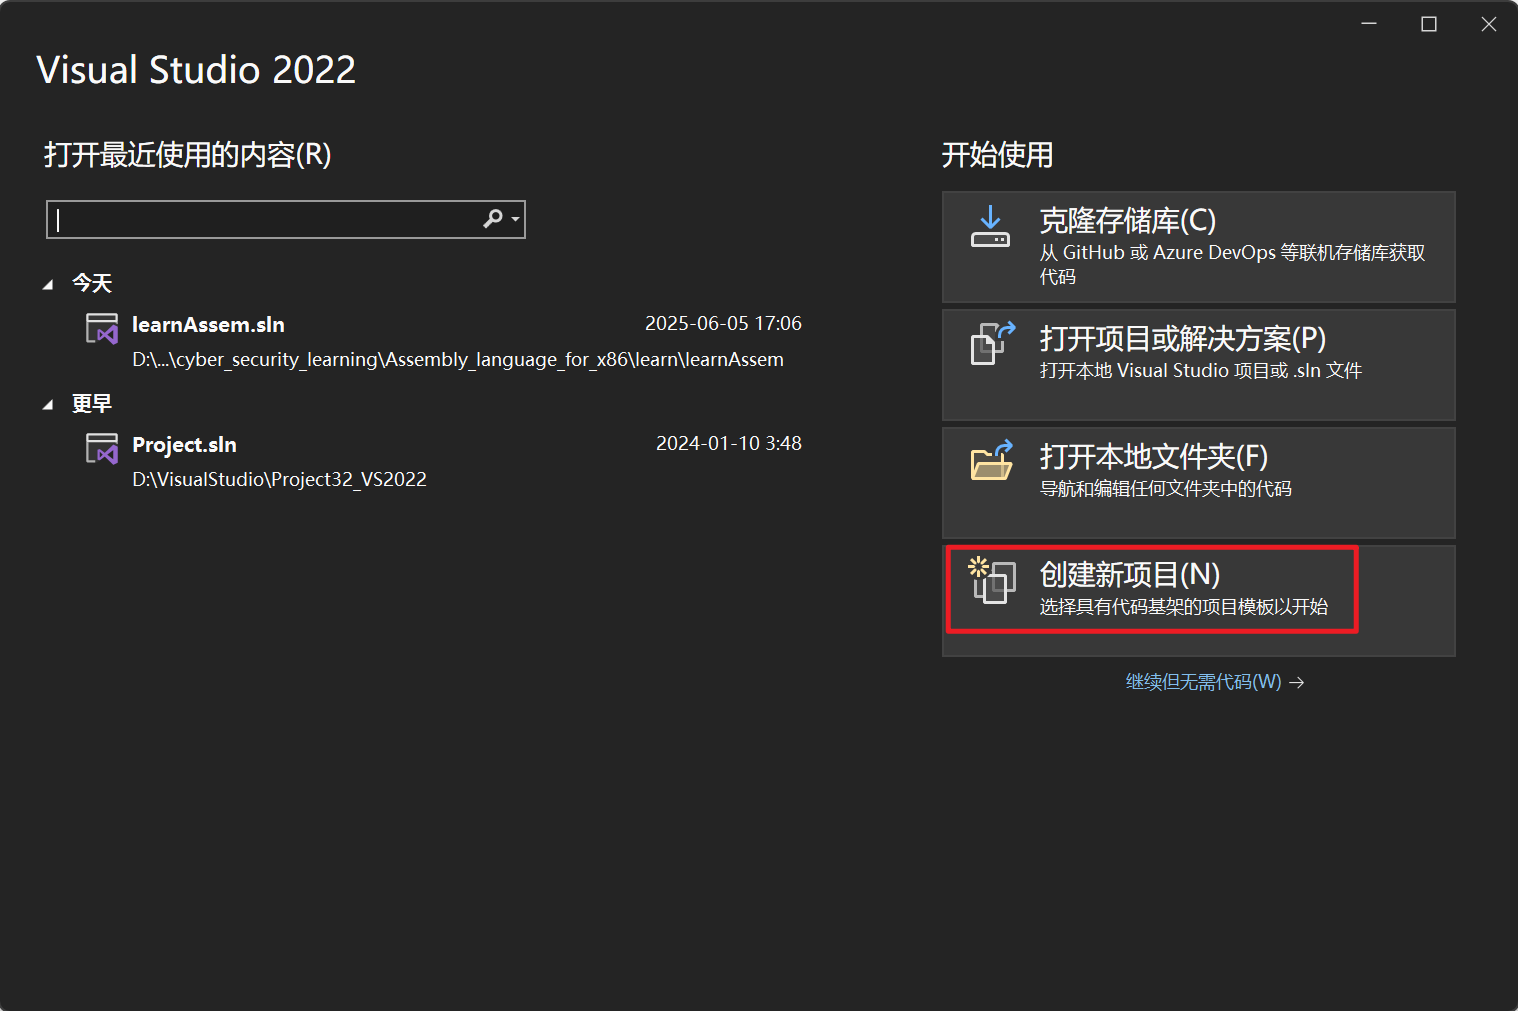 Visual Studio 2022
打开最近使用的内容(R)
今天
learnAssem.sln 2025-06-05 17:06
D:\...\cyber_security_learning\Assembly_language_for_x86\learn\learnAssem
更早
Project.sln 2024-01-10 3:48
D:\VisualStudio\Project32_VS2022
开始使用
克隆存储库(C)
从 GitHub 或 Azure DevOps 等联机存储库获取
代码
打开项目或解决方案(P)
打开本地 Visual Studio 项目或 .sln 文件
打开本地文件夹(F)
导航和编辑任何文件夹中的代码
创建新项目(N)
选择具有代码基架的项目模板以开始
继续但无需代码(W) →